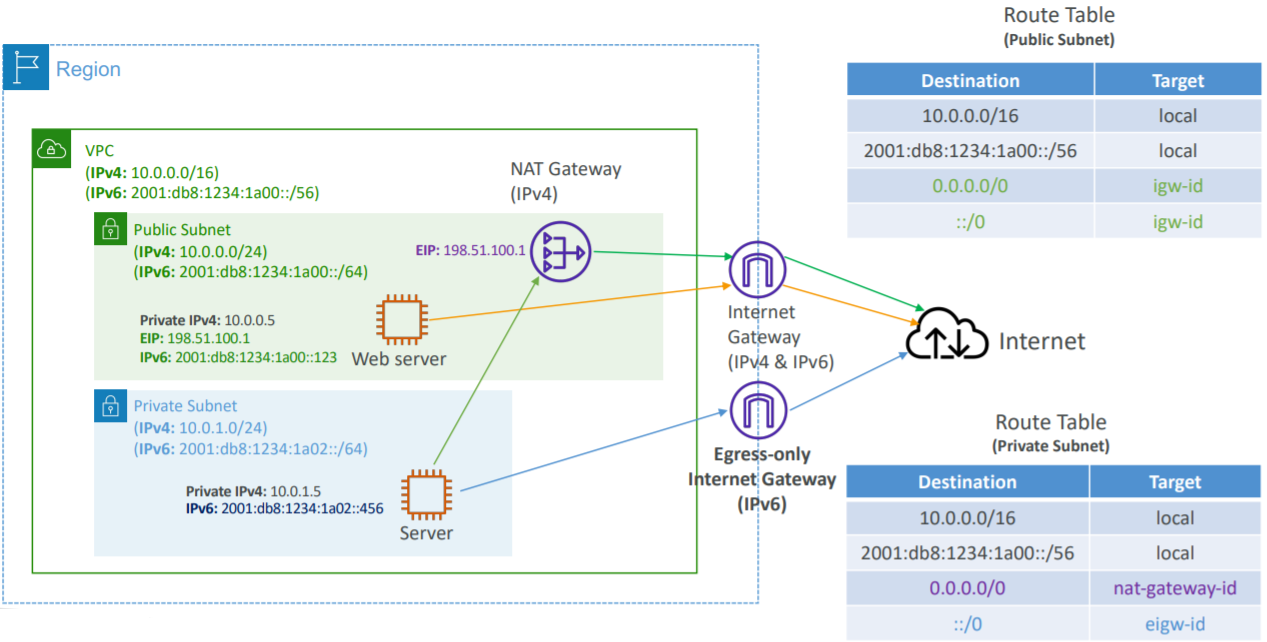 Region
VPC
(IPv4: 10.0.0.0/16)
(IPv6: 2001:db8:1234:1a00::/56)
NAT Gateway
(IPv4)
Public Subnet
(IPv4: 10.0.0.0/24)
(IPv6: 2001:db8:1234:1a00::/64)
EIP: 198.51.100.1
Private IPv4: 10.0.0.5
EIP: 198.51.100.1
IPv6: 2001:db8:1234:1a00::123
Web server
Internet
Gateway
(IPv4 & IPv6)
Internet
Private Subnet
(IPv4: 10.0.1.0/24)
(IPv6: 2001:db8:1234:1a02::/64)
Private IPv4: 10.0.1.5
IPv6: 2001:db8:1234:1a02::456
Server
Egress-only
Internet Gateway
(IPv6)
Route Table
(Public Subnet)
Destination Target
10.0.0.0/16 local
2001:db8:1234:1a00::/56 local
0.0.0.0/0 igw-id
::/0 igw-id
Route Table
(Private Subnet)
Destination Target
10.0.0.0/16 local
2001:db8:1234:1a00::/56 local
0.0.0.0/0 nat-gateway-id
::/0 eigw-id